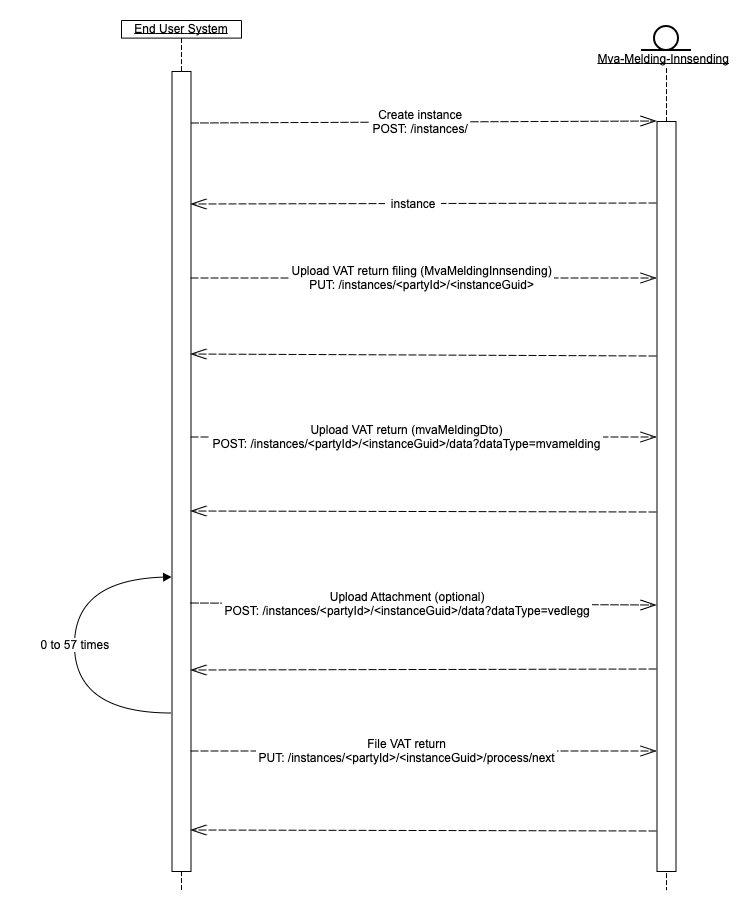 End User System
Mva-Melding-Innsending
Create instance
POST: /instances/
instance
Upload VAT return filing (MvaMeldingInnsending)
PUT: /instances/<partyId>/<instanceGuid>
Upload VAT return (mvaMeldingDto)
POST: /instances/<partyId>/<instanceGuid>/data?dataType=mvamelding
Upload Attachment (optional)
POST: /instances/<partyId>/<instanceGuid>/data?dataType=vedlegg
0 to 57 times
File VAT return
PUT: /instances/<partyId>/<instanceGuid>/process/next